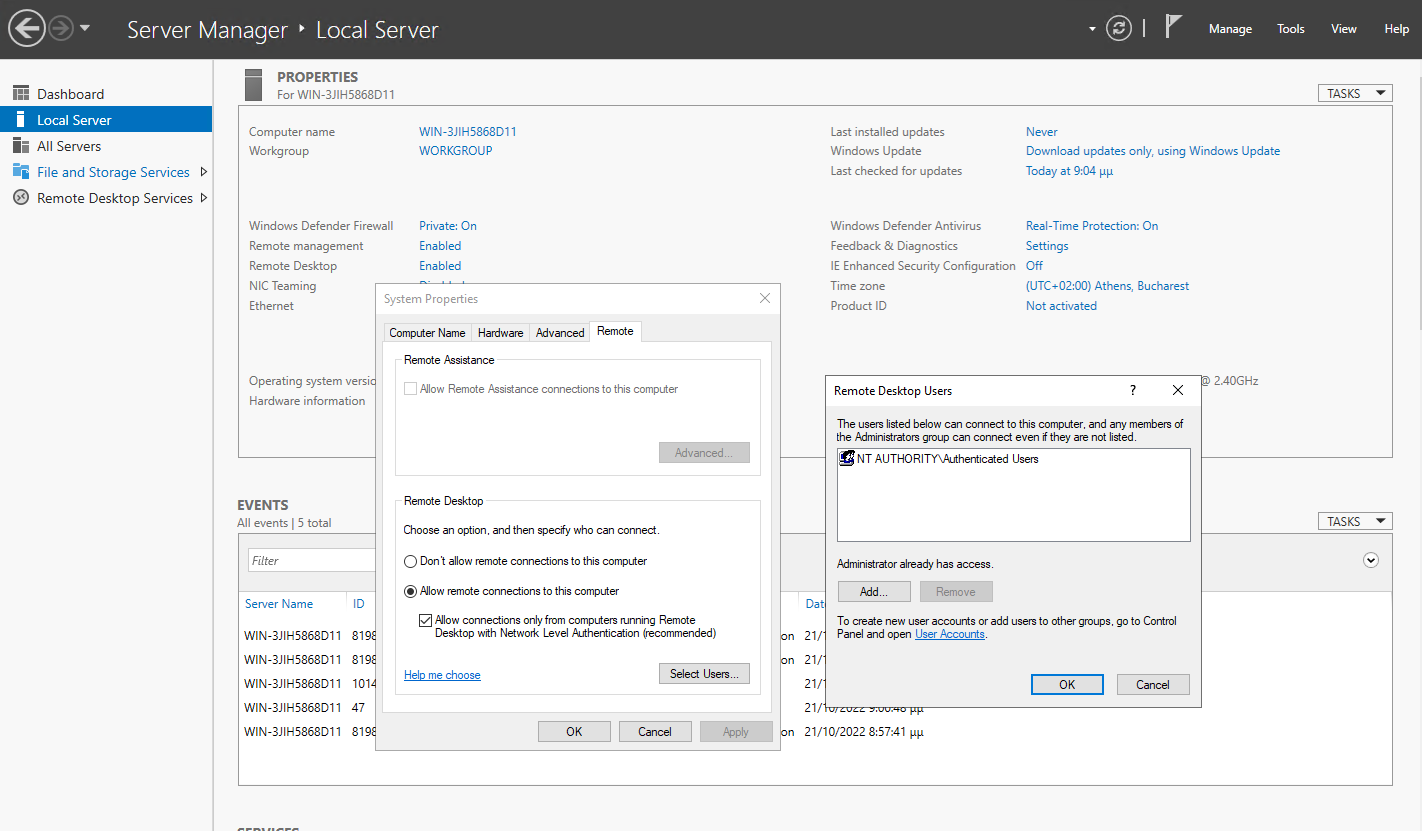 Server Manager ‣ Local Server
Manage
Tools
View
Help
Dashboard
Local Server
All Servers
File and Storage Services
Remote Desktop Services
PROPERTIES
For WIN-3JIH5868D11
TASKS
Computer name WIN-3JIH5868D11
Workgroup WORKGROUP
Last installed updates Never
Windows Update Download updates only, using Windows Update
Last checked for updates Today at 9:04 μμ
Windows Defender Firewall Private: On
Remote management Enabled
Remote Desktop Enabled
NIC Teaming
Ethernet
Windows Defender Antivirus Real-Time Protection: On
Feedback & Diagnostics Settings
IE Enhanced Security Configuration Off
Time zone (UTC+02:00) Athens, Bucharest
Product ID Not activated
Operating system versio
Hardware information
@ 2.40GHz
System Properties
Computer Name Hardware Advanced Remote
Remote Assistance
Allow Remote Assistance connections to this computer
Advanced...
Remote Desktop
Choose an option, and then specify who can connect.
Don't allow remote connections to this computer
Allow remote connections to this computer
Allow connections only from computers running Remote
Desktop with Network Level Authentication (recommended)
Help me choose
Select Users...
OK
Cancel
Apply
Remote Desktop Users ?
The users listed below can connect to this computer, and any members of
the Administrators group can connect even if they are not listed.
NT AUTHORITY\Authenticated Users
Administrator already has access.
Add...
Remove
To create new user accounts or add users to other groups, go to Control
Panel and open User Accounts.
OK
Cancel
EVENTS
All events | 5 total
TASKS
Filter
Server Name ID Dat
WIN-3JIH5868D11 8198 on 21/1
WIN-3JIH5868D11 8198 on 21/1
WIN-3JIH5868D11 1014 21/1
WIN-3JIH5868D11 47 21/10/2022 9:00:48 μμ
WIN-3JIH5868D11 8198 on 21/10/2022 8:57:41 μμ
SERVICES